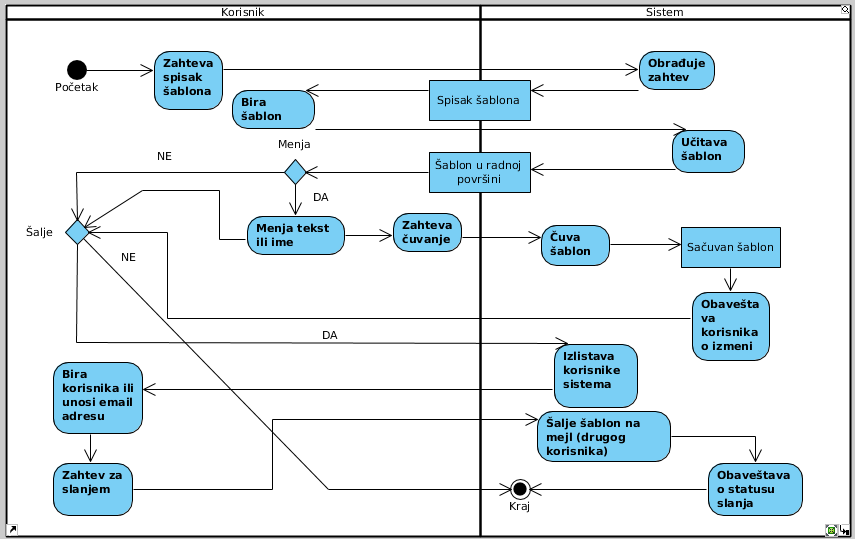 Korisnik
Sistem
Početak
Zahteva
spisak
šablona
Obrađuje
zahtev
Bira
šablon
Spisak šablona
Učitava
šablon
Menja
NE
Šablon u radnoj
površini
DA
Šalje
Menja tekst
ili ime
Zahteva
čuvanje
Čuva
šablon
Sačuvan šablon
NE
Obavešta
va
korisnika
o izmeni
DA
Izlistava
korisnike
sistema
Bira
korisnika ili
unosi email
adresu
Šalje šablon na
mejl (drugog
korisnika)
Zahtev za
slanjem
Obaveštava
o statusu
slanja
Kraj